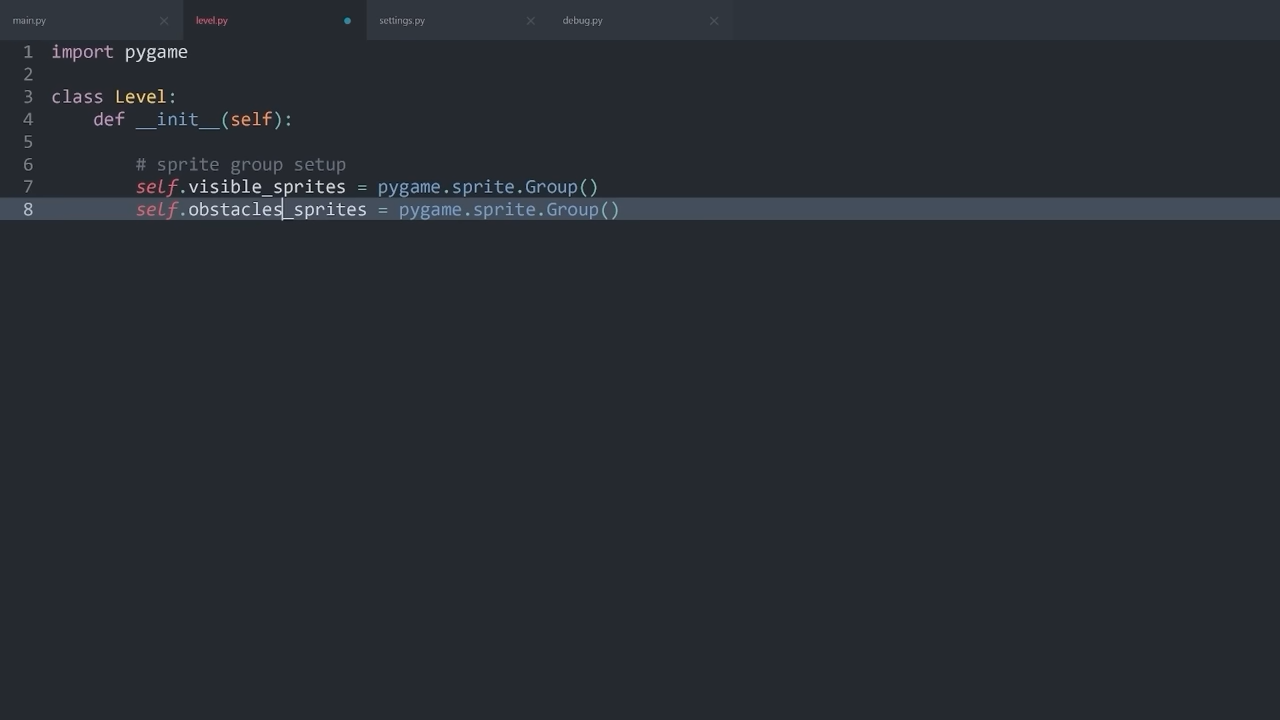 main.py level.py settings.py debug.py
1 import pygame
2
3 class Level:
4     def __init__(self):
5
6         # sprite group setup
7         self.visible_sprites = pygame.sprite.Group()
8         self.obstacles_sprites = pygame.sprite.Group()